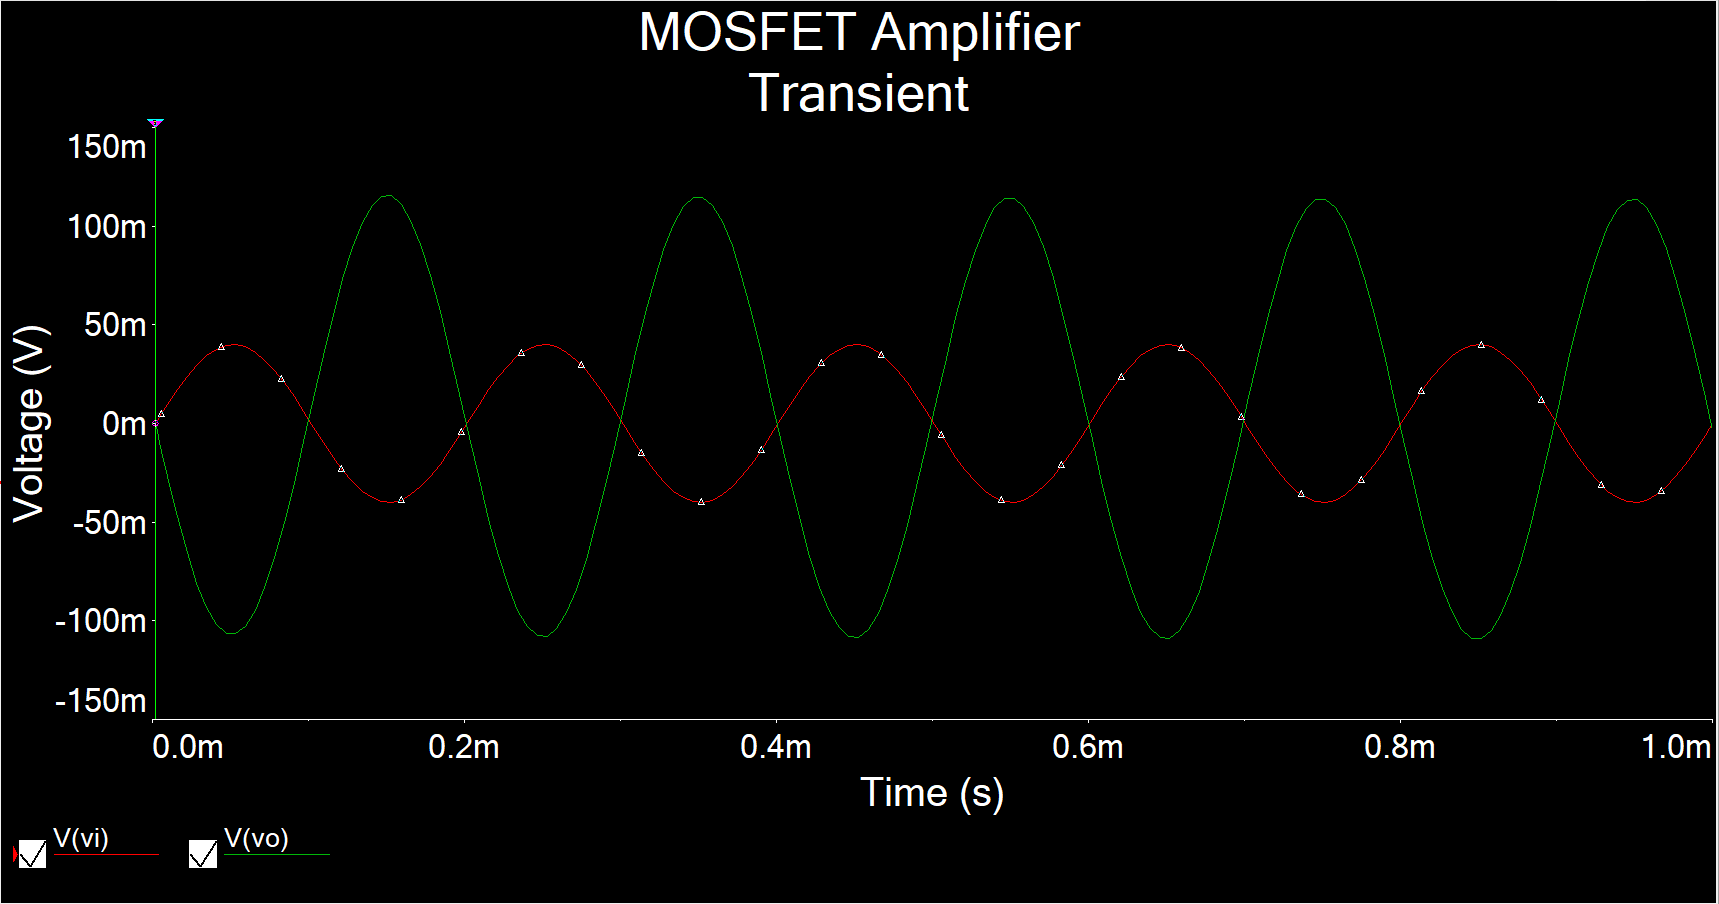 MOSFET Amplifier
Transient
150m
100m
50m
0m
-50m
-100m
-150m
Voltage (V)
0.0m 0.2m 0.4m 0.6m 0.8m 1.0m
Time (s)
V(vi) V(vo)